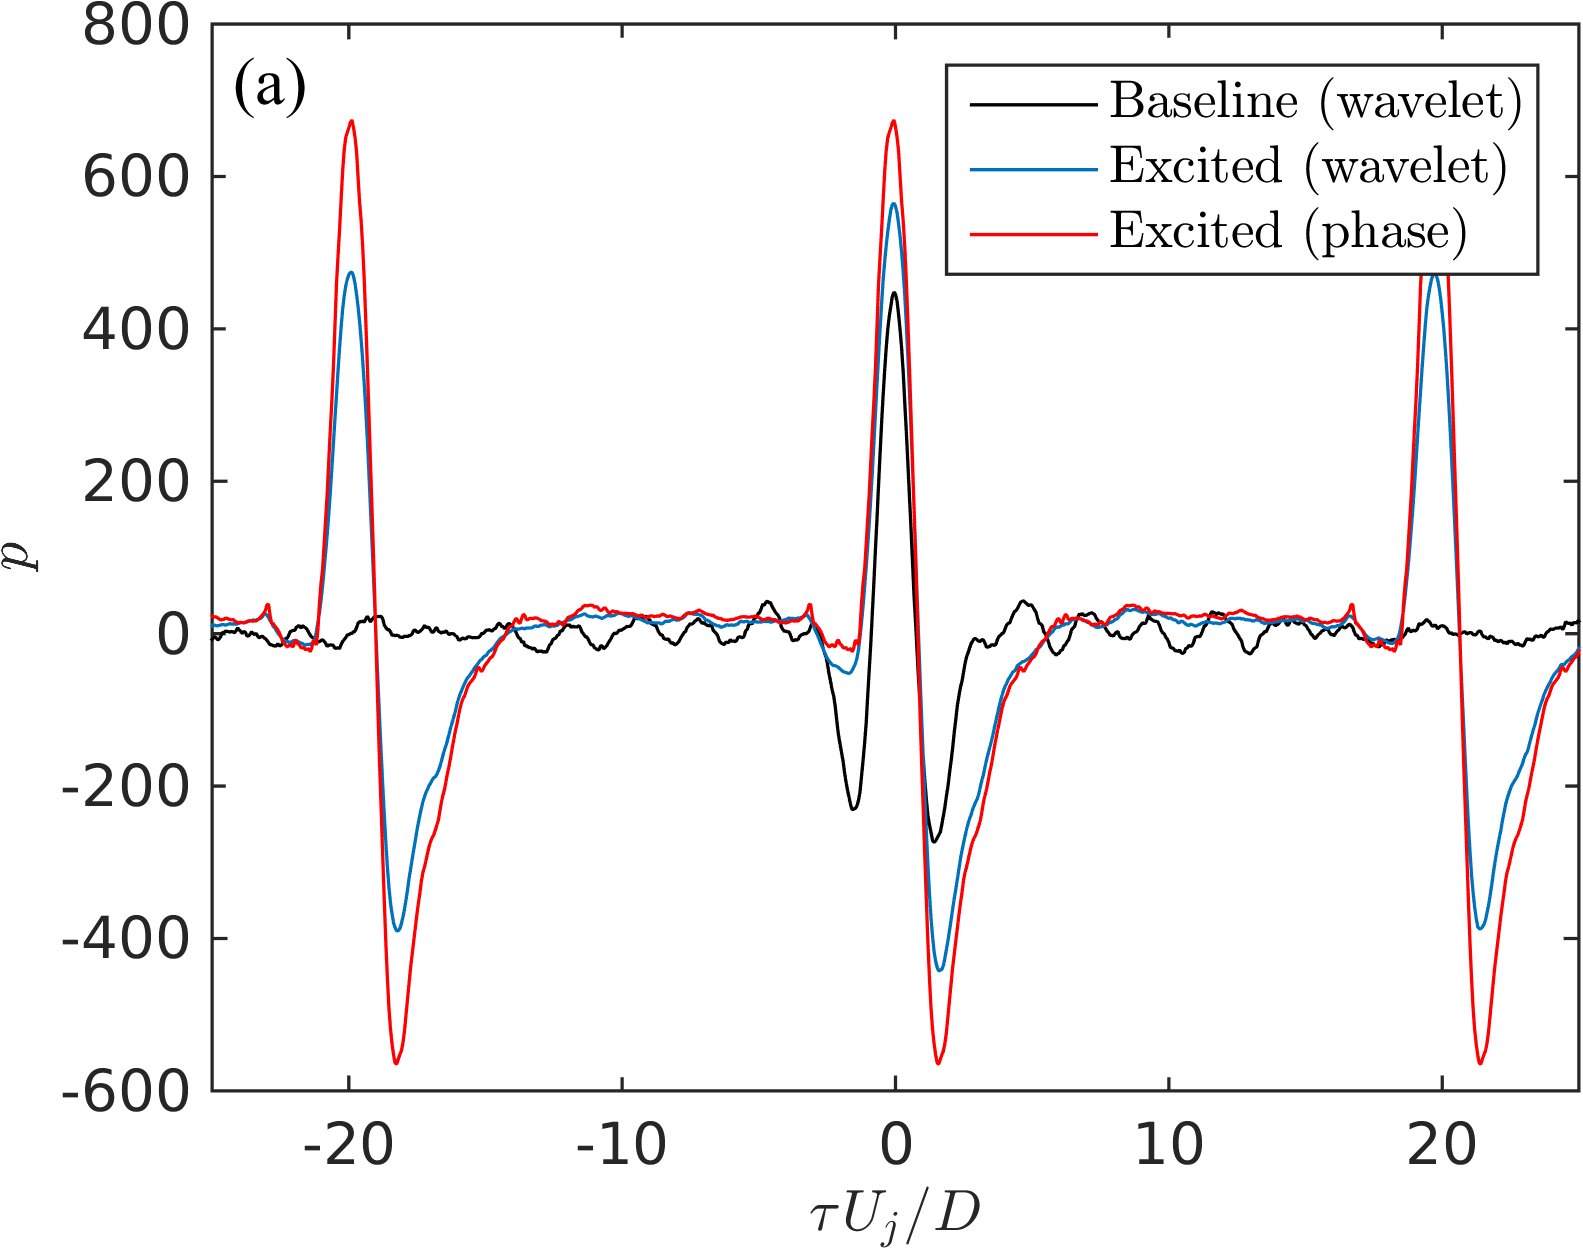 (a)
Baseline (wavelet)
Excited (wavelet)
Excited (phase)
800
600
400
200
0
-200
-400
-600
p
-20 -10 0 10 20
τU_j/D